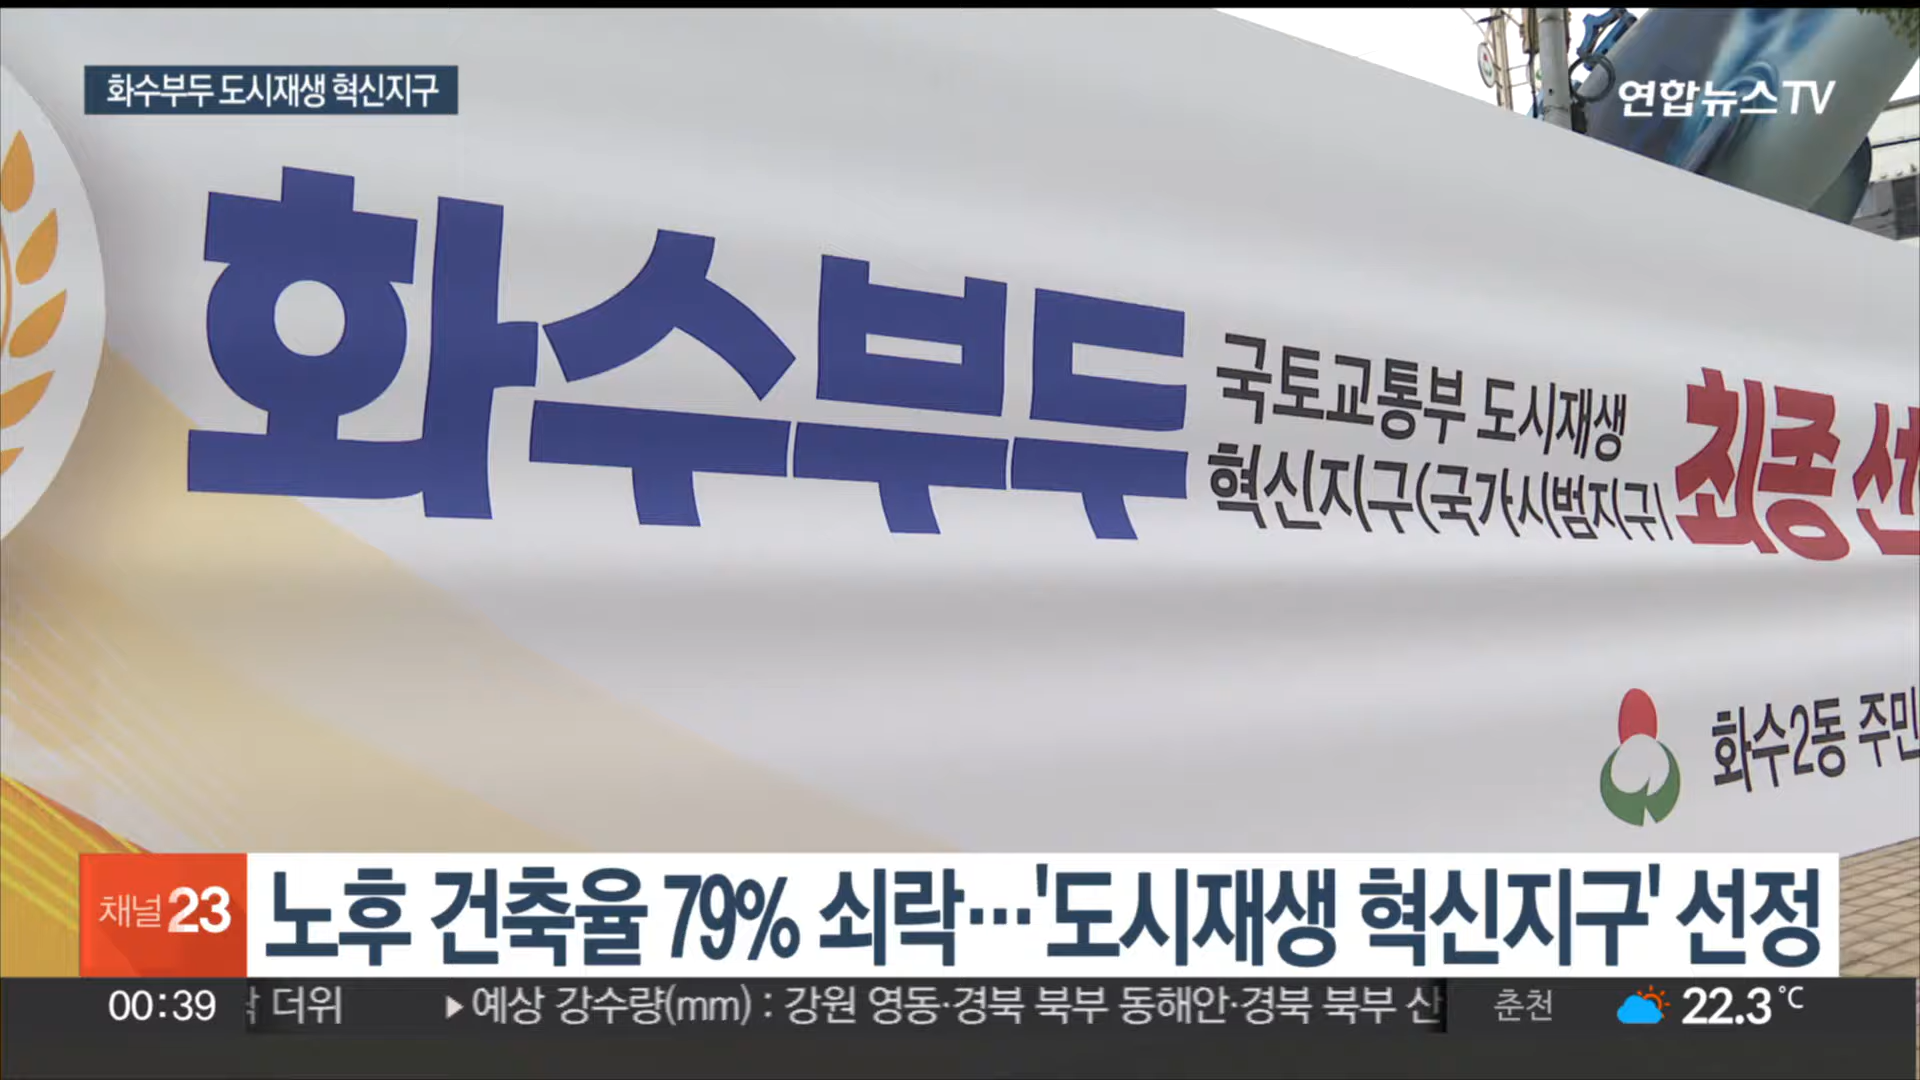 화수부두 도시재생 혁신지구
연합뉴스TV
화수부두
국토교통부 도시재생
혁신지구(국가시범지구)
최종 선
화수2동 주민
채널 23
노후 건축율 79% 쇠락…'도시재생 혁신지구' 선정
00:39
더위 ▶예상 강수량(mm) : 강원 영동·경북 북부 동해안·경북 북부 산
춘천 22.3℃